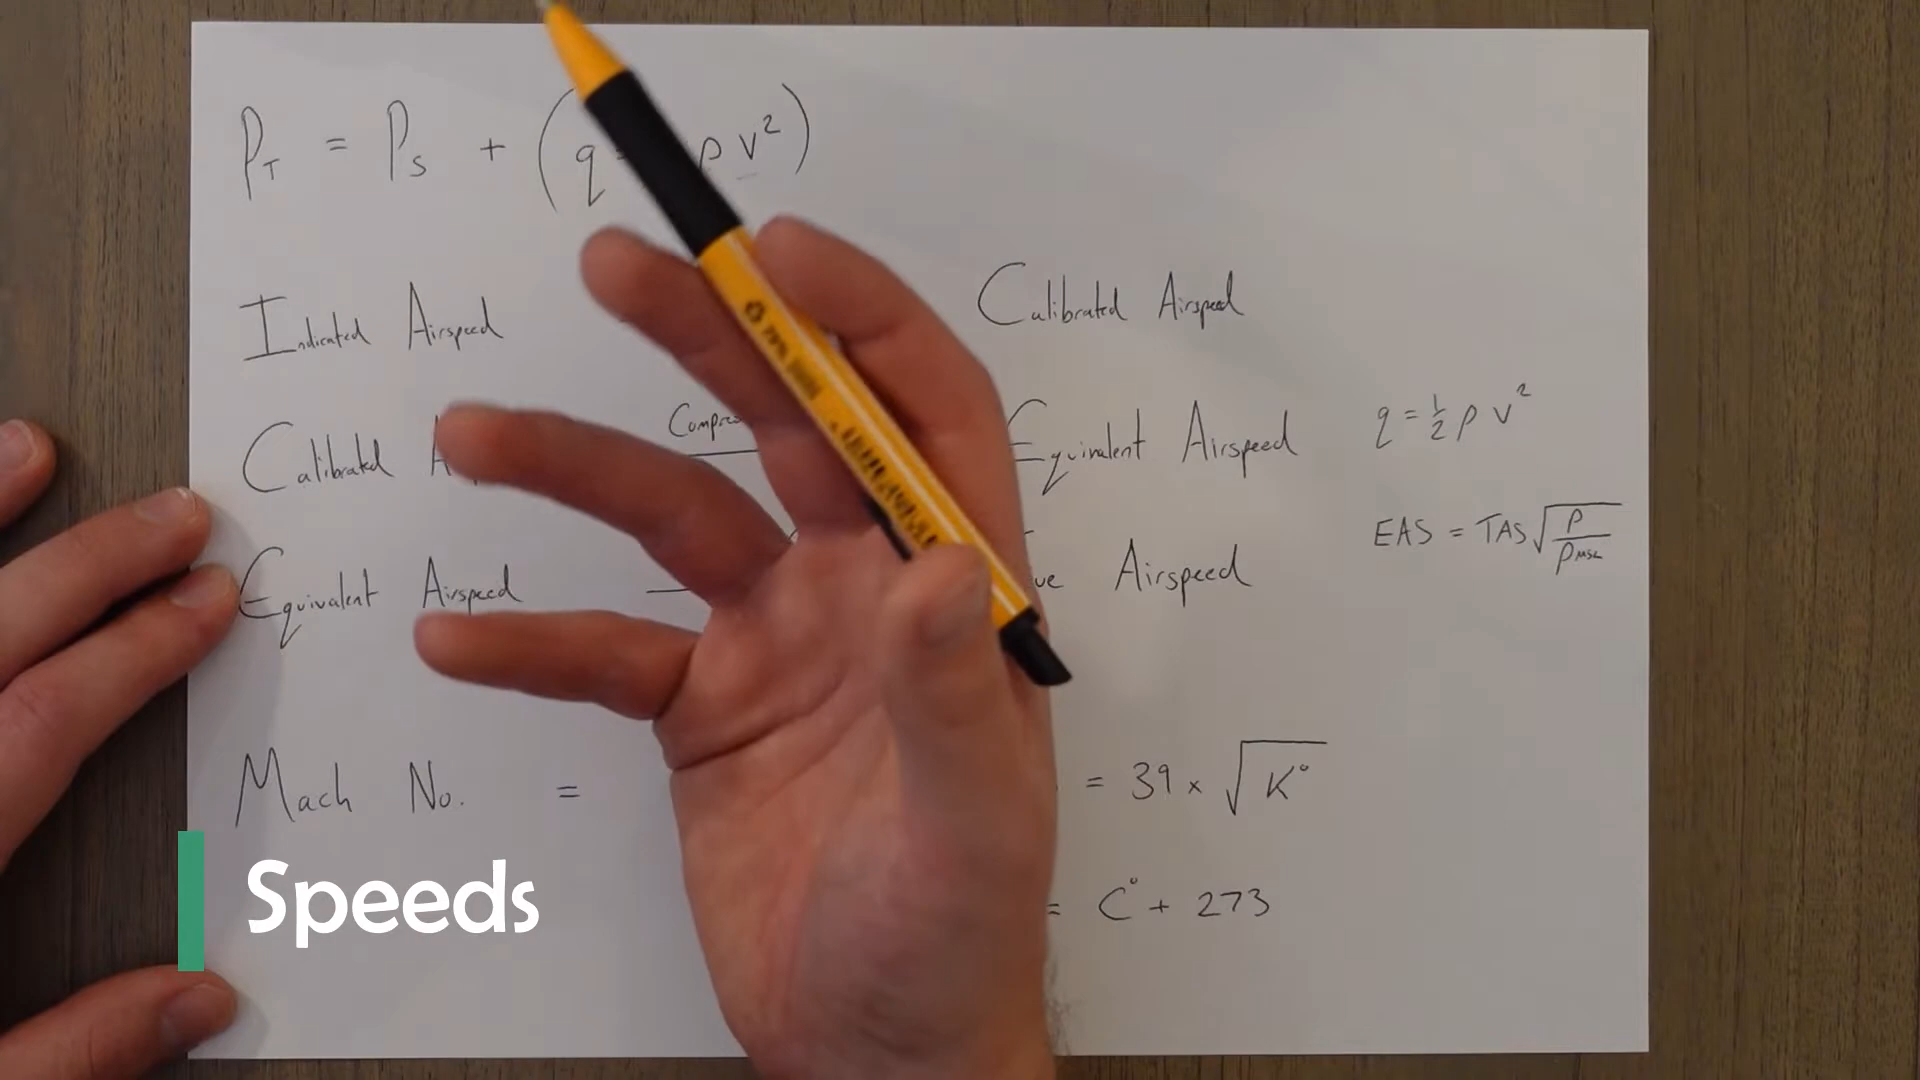 P_T = P_S + (q ρ v²)
Indicated Airspeed
Calibrated Airspeed
Calibrated
Equivalent Airspeed
q = ½ ρ v²
Equivalent Airspeed
Airspeed
EAS = TAS √(ρ/ρ_MSL)
Mach No. =
= 39 × √K°
= C° + 273
Speeds